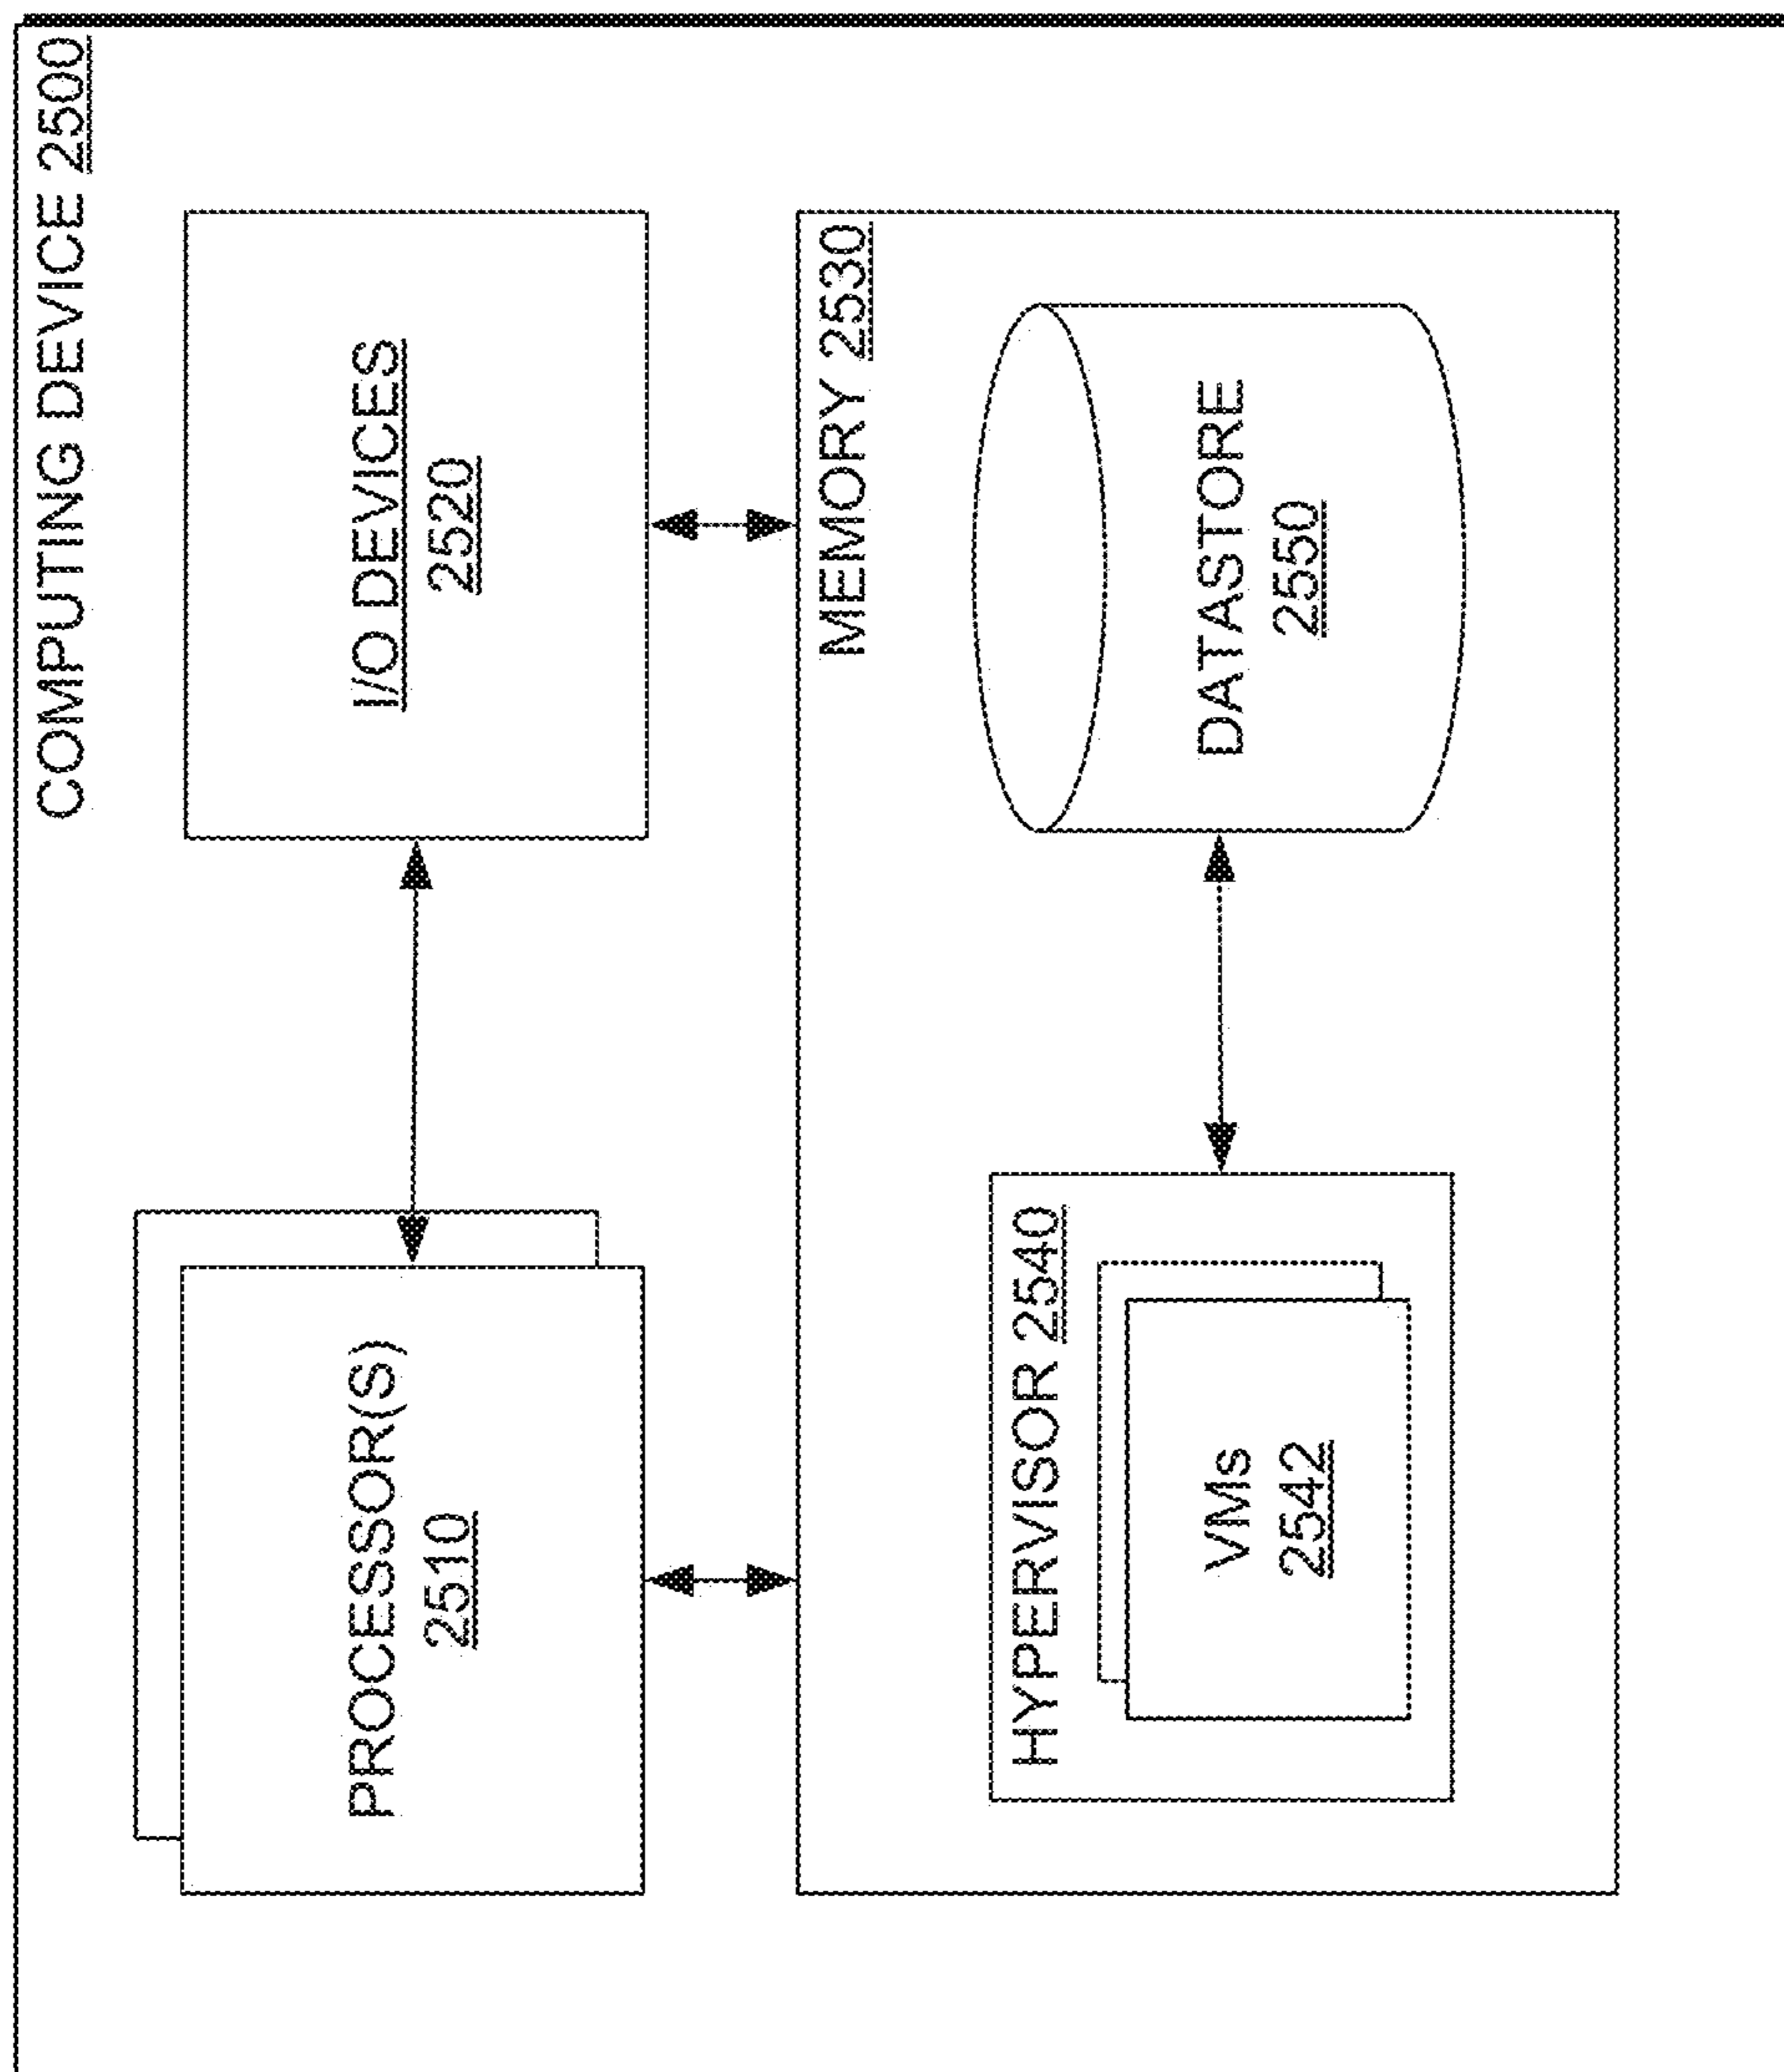 COMPUTING DEVICE 2500
PROCESSOR(S)
2510
I/O DEVICES
2520
MEMORY 2530
HYPERVISOR 2540
VMs
2542
DATASTORE
2550